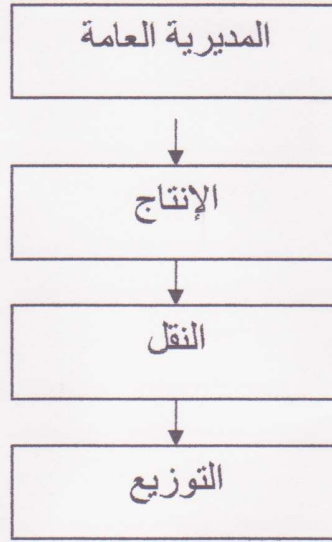 المديرية العامة
الإنتاج
النقل
التوزيع